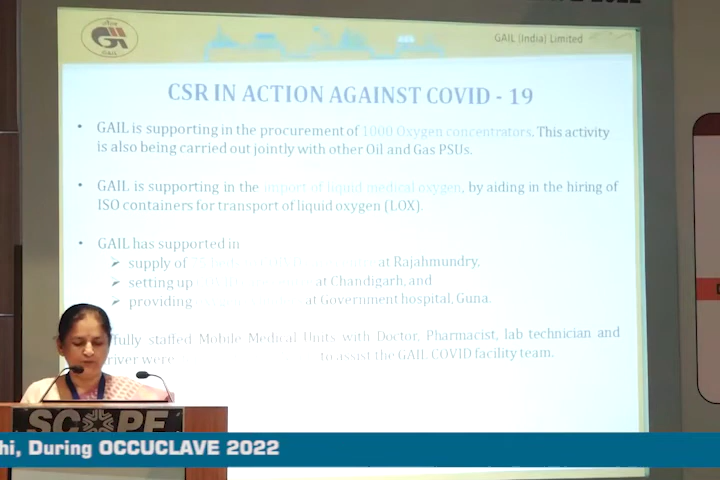 GAIL
GAIL (India) Limited
CSR IN ACTION AGAINST COVID - 19
• GAIL is supporting in the procurement of 1000 Oxygen concentrators. This activity
is also being carried out jointly with other Oil and Gas PSUs.
• GAIL is supporting in the import of liquid medical oxygen, by aiding in the hiring of
ISO containers for transport of liquid oxygen (LOX).
• GAIL has supported in
➢ supply of at Rajahmundry,
➢ setting up at Chandigarh, and
➢ providing at Government hospital, Guna.
fully staffed Mobile Medical Units with Doctor, Pharmacist, lab technician and
river were to assist the GAIL COVID facility team.
SCOPE
hi, During OCCUCLAVE 2022